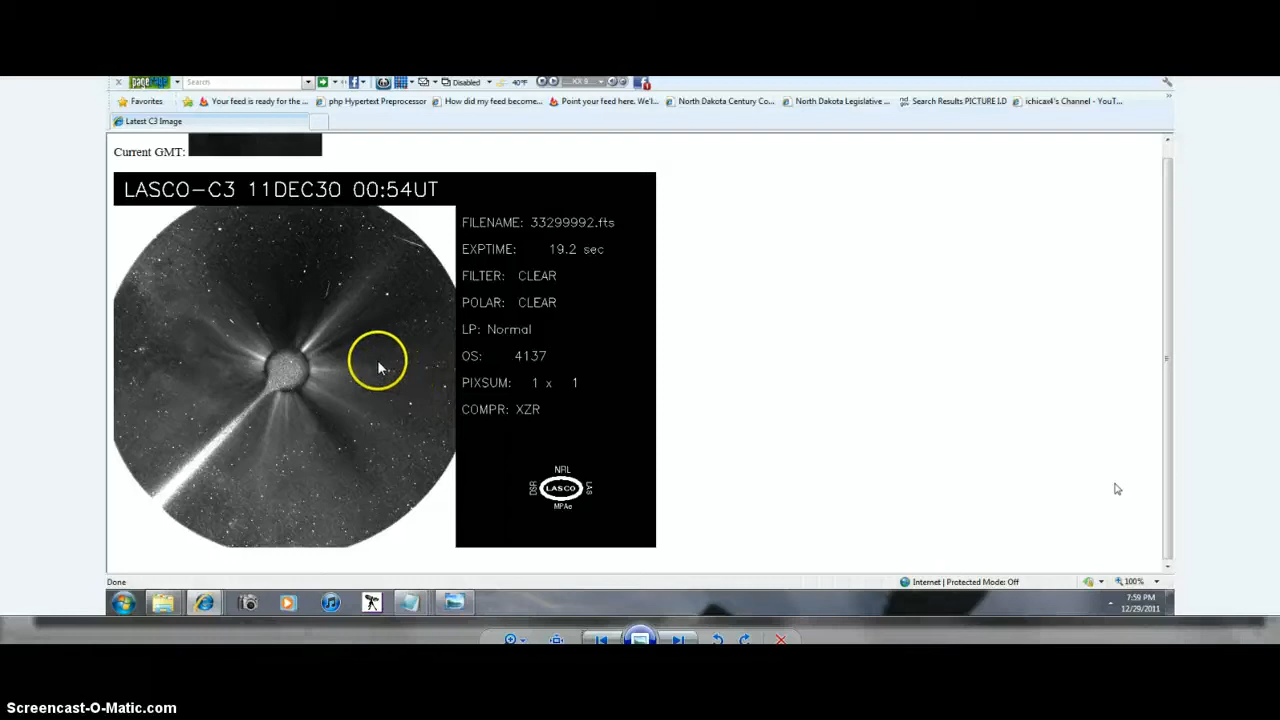 Search
Disabled
40°F
Favorites
Your feed is ready for the ...
php Hypertext Preprocessor
How did my feed become...
Point your feed here. We'l...
North Dakota Century Co...
North Dakota Legislative ...
Search Results PICTURE I.D
ichicax4's Channel - YouT...
Latest C3 Image
Current GMT:
LASCO-C3 11DEC30 00:54UT
FILENAME: 33299992.fts
EXPTIME: 19.2 sec
FILTER: CLEAR
POLAR: CLEAR
LP: Normal
OS: 4137
PIXSUM: 1 x 1
COMPR: XZR
NRL
LASCO
MPAe
Done
Internet | Protected Mode: Off
100%
7:59 PM
12/29/2011
Screencast-O-Matic.com